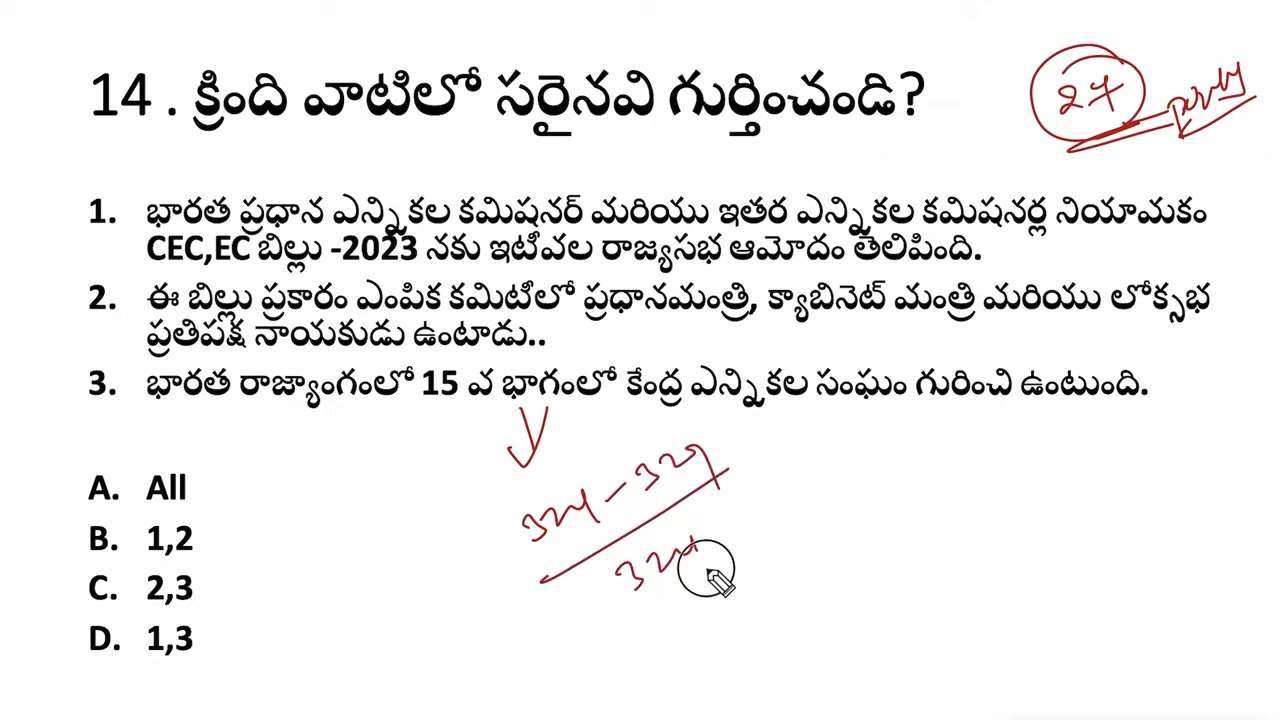 14 . క్రింది వాటిలో సరైనవి గుర్తించండి?
24
1. భారత ప్రధాన ఎన్నికల కమిషనర్ మరియు ఇతర ఎన్నికల కమిషనర్ల నియామకం
CEC,EC బిల్లు -2023 నకు ఇటీవల రాజ్యసభ ఆమోదం తెలిపింది.
2. ఈ బిల్లు ప్రకారం ఎంపిక కమిటీలో ప్రధానమంత్రి, క్యాబినెట్ మంత్రి మరియు లోక్సభ
ప్రతిపక్ష నాయకుడు ఉంటాడు..
3. భారత రాజ్యాంగంలో 15 వ భాగంలో కేంద్ర ఎన్నికల సంఘం గురించి ఉంటుంది.
324 - 329
324
A. All
B. 1,2
C. 2,3
D. 1,3